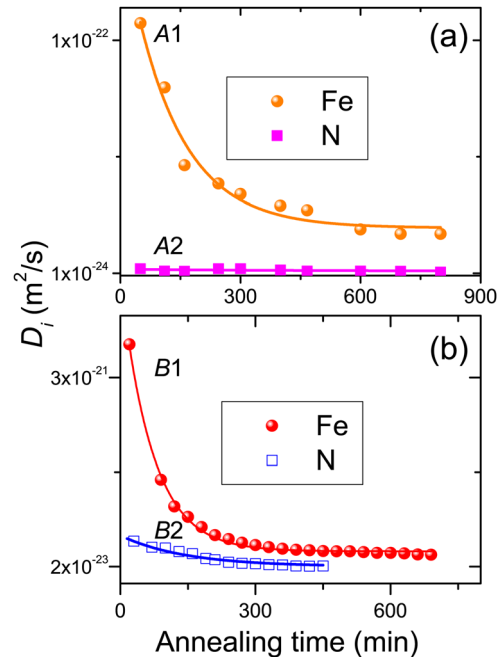 A1
(a)
1x10⁻²²
Fe
N
A2
1x10⁻²⁴
0
300
600
900
D_i (m²/s)
B1
(b)
3x10⁻²¹
Fe
N
B2
2x10⁻²³
0
300
600
Annealing time (min)